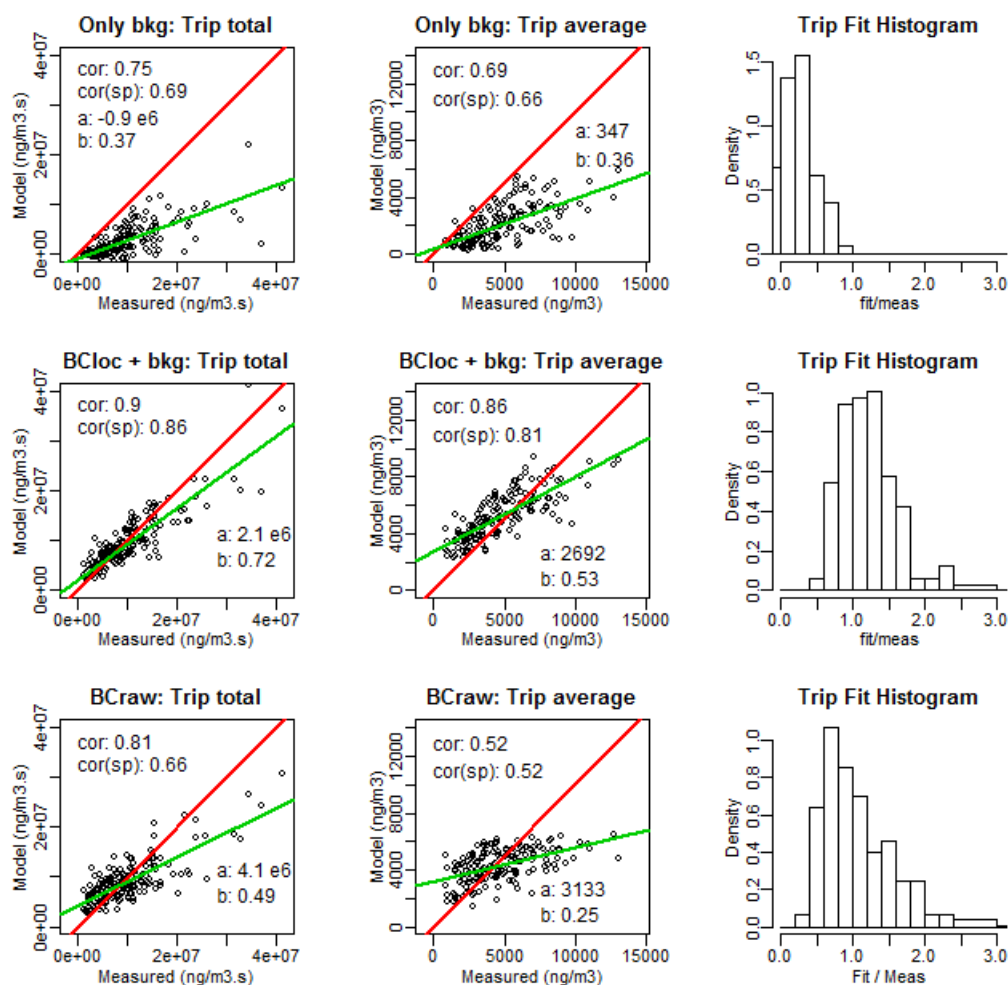 Only bkg: Trip total
Only bkg: Trip average
Trip Fit Histogram
cor: 0.75
cor(sp): 0.69
a: -0.9 e6
b: 0.37
Model (ng/m3.s)
0e+00 2e+07 4e+07
0e+00 2e+07 4e+07
Measured (ng/m3.s)
cor: 0.69
cor(sp): 0.66
a: 347
b: 0.36
Model (ng/m3)
0 4000 8000 12000
0 5000 10000 15000
Measured (ng/m3)
Density
0.0 0.5 1.0 1.5
0.0 1.0 2.0 3.0
fit/meas
BCloc + bkg: Trip total
BCloc + bkg: Trip average
Trip Fit Histogram
cor: 0.9
cor(sp): 0.86
a: 2.1 e6
b: 0.72
Model (ng/m3.s)
0e+00 2e+07 4e+07
0e+00 2e+07 4e+07
Measured (ng/m3.s)
cor: 0.86
cor(sp): 0.81
a: 2692
b: 0.53
Model (ng/m3)
0 4000 8000 12000
0 5000 10000 15000
Measured (ng/m3)
Density
0.0 0.2 0.4 0.6 0.8 1.0
0.0 1.0 2.0 3.0
fit/meas
BCraw: Trip total
BCraw: Trip average
Trip Fit Histogram
cor: 0.81
cor(sp): 0.66
a: 4.1 e6
b: 0.49
Model (ng/m3.s)
0e+00 2e+07 4e+07
0e+00 2e+07 4e+07
Measured (ng/m3.s)
cor: 0.52
cor(sp): 0.52
a: 3133
b: 0.25
Model (ng/m3)
0 4000 8000 12000
0 5000 10000 15000
Measured (ng/m3)
Density
0.0 0.2 0.4 0.6 0.8 1.0
0.0 1.0 2.0 3.0
Fit / Meas